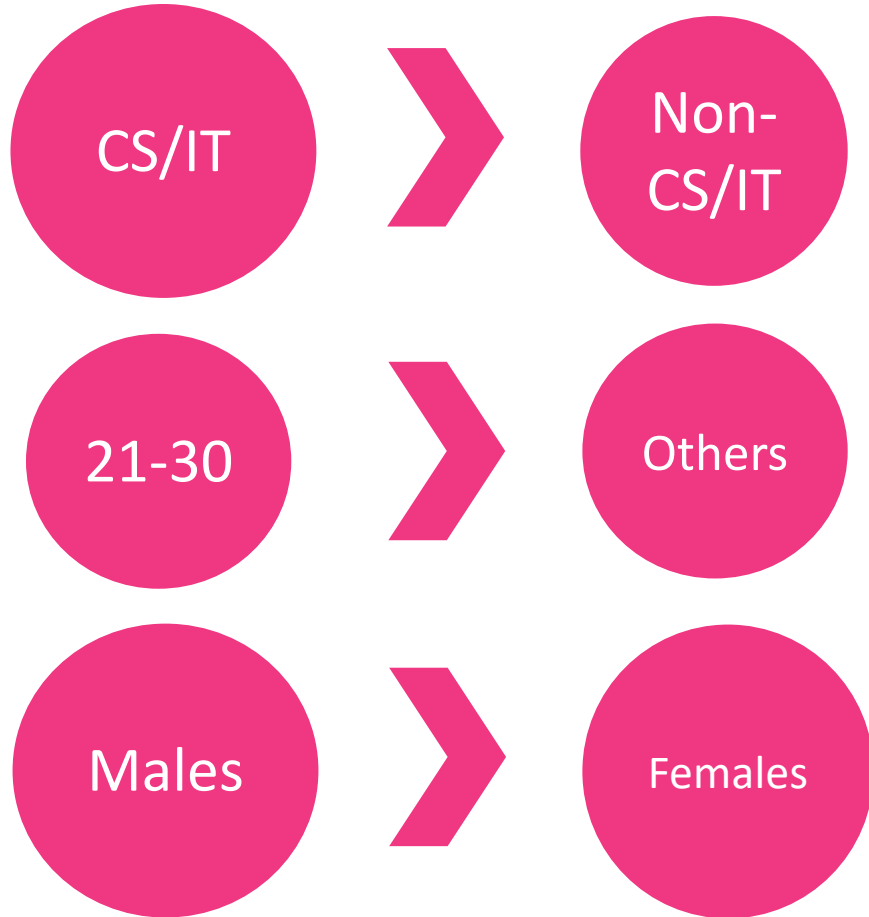 CS/IT
Non-
CS/IT
21-30
Others
Males
Females